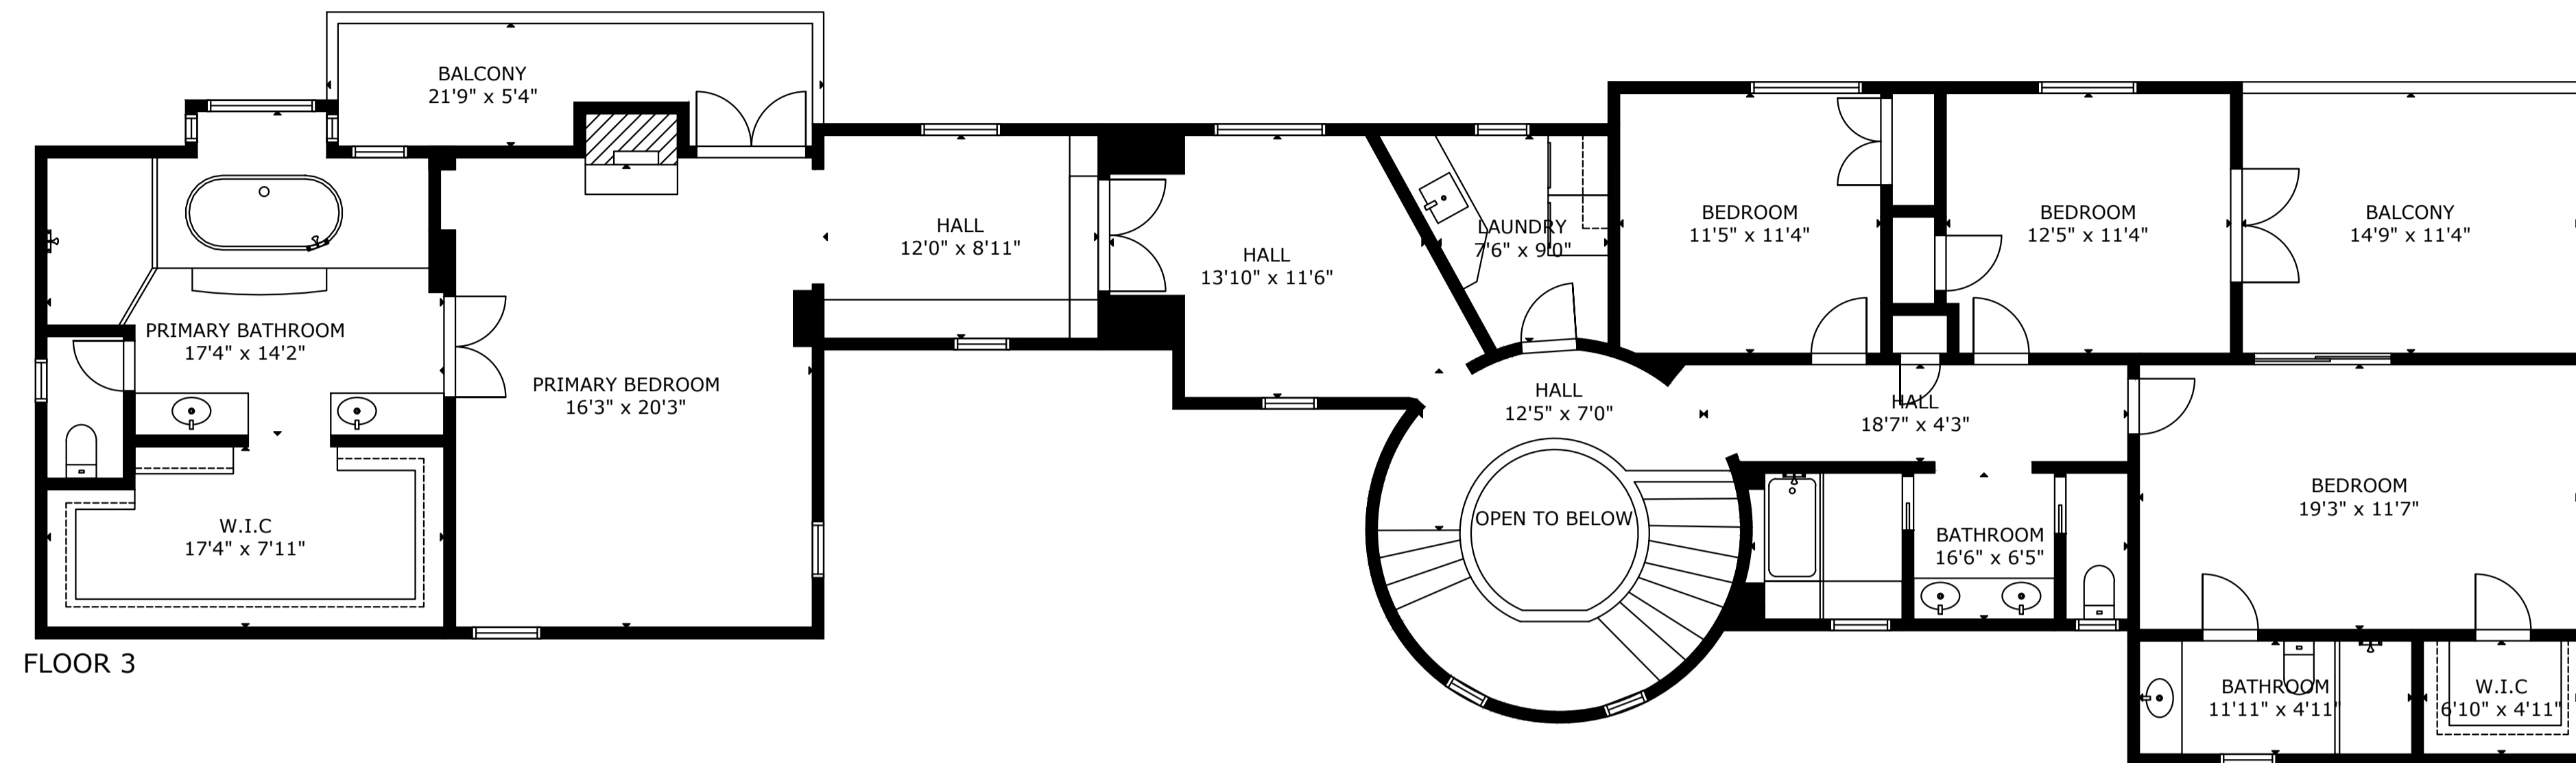 BALCONY
21'9" x 5'4"
PRIMARY BATHROOM
17'4" x 14'2"
W.I.C
17'4" x 7'11"
PRIMARY BEDROOM
16'3" x 20'3"
HALL
12'0" x 8'11"
HALL
13'10" x 11'6"
LAUNDRY
7'6" x 9'0"
HALL
12'5" x 7'0"
OPEN TO BELOW
BEDROOM
11'5" x 11'4"
BEDROOM
12'5" x 11'4"
BALCONY
14'9" x 11'4"
HALL
18'7" x 4'3"
BATHROOM
16'6" x 6'5"
BEDROOM
19'3" x 11'7"
BATHROOM
11'11" x 4'11"
W.I.C
6'10" x 4'11"
FLOOR 3